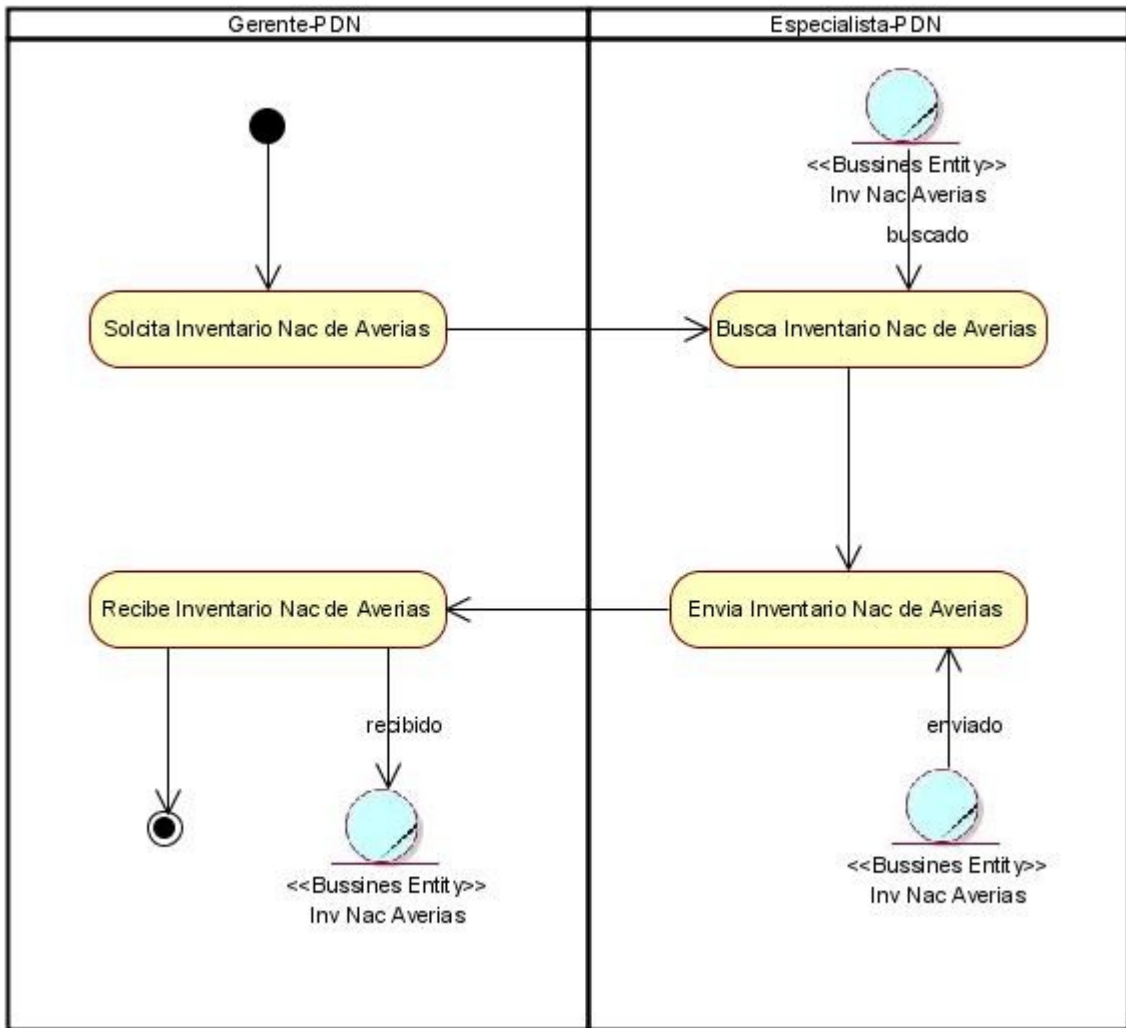 Gerente-PDN
Especialista-PDN
<<Bussines Entity>>
Inv Nac Averias
buscado
Solcita Inventario Nac de Averias
Busca Inventario Nac de Averias
Recibe Inventario Nac de Averias
Envia Inventario Nac de Averias
recibido
enviado
<<Bussines Entity>>
Inv Nac Averias
<<Bussines Entity>>
Inv Nac Averias